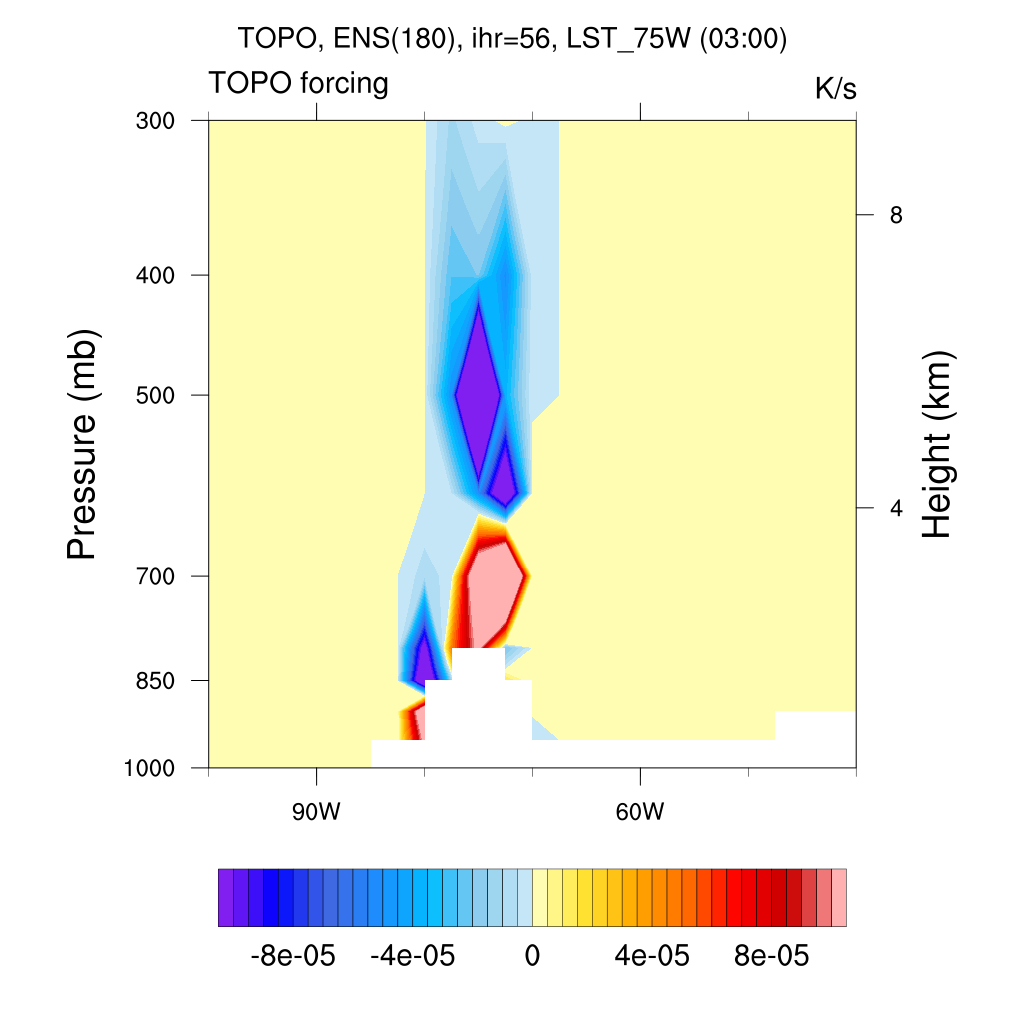 TOPO, ENS(180), ihr=56, LST_75W (03:00)
TOPO forcing
K/s
300
400
500
700
850
1000
Pressure (mb)
8
4
Height (km)
90W
60W
-8e-05
-4e-05
0
4e-05
8e-05